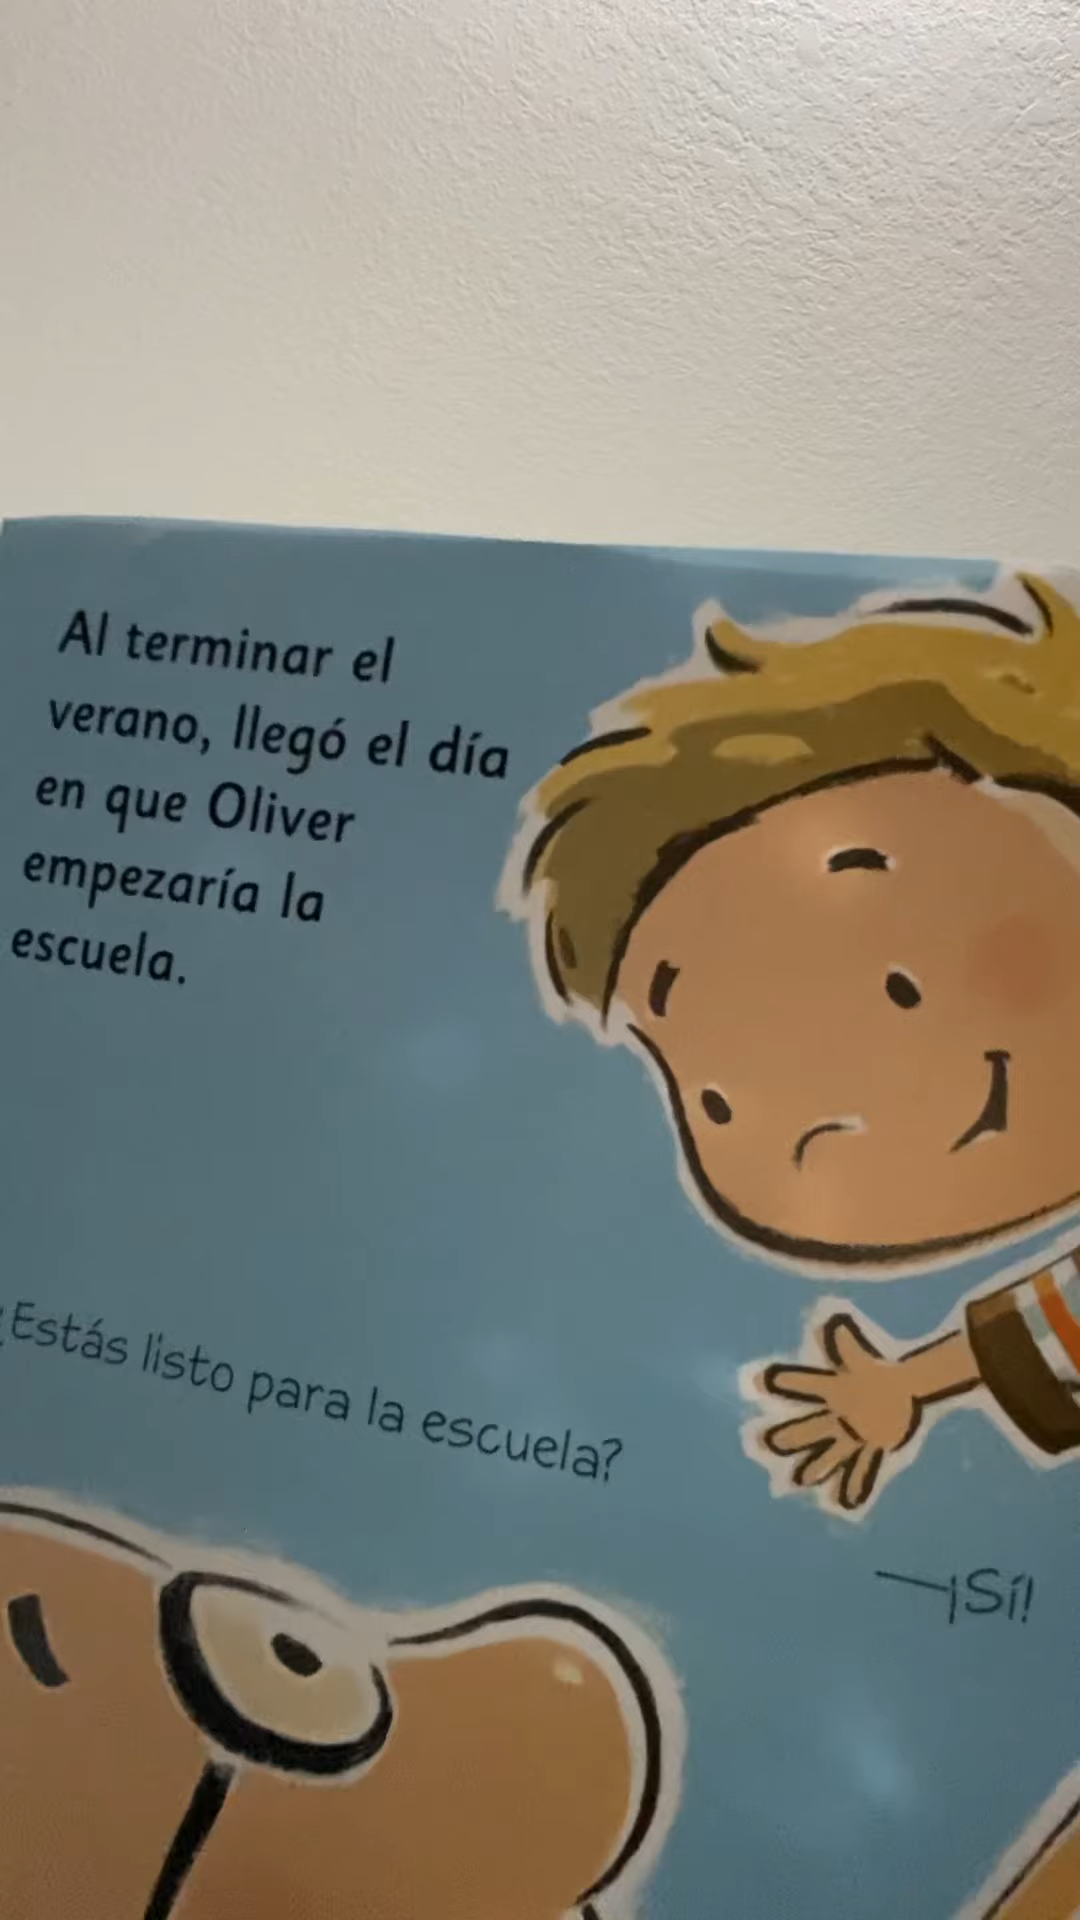 Al terminar el
verano, llegó el día
en que Oliver
empezaría la
escuela.
¿Estás listo para la escuela?
—¡Sí!